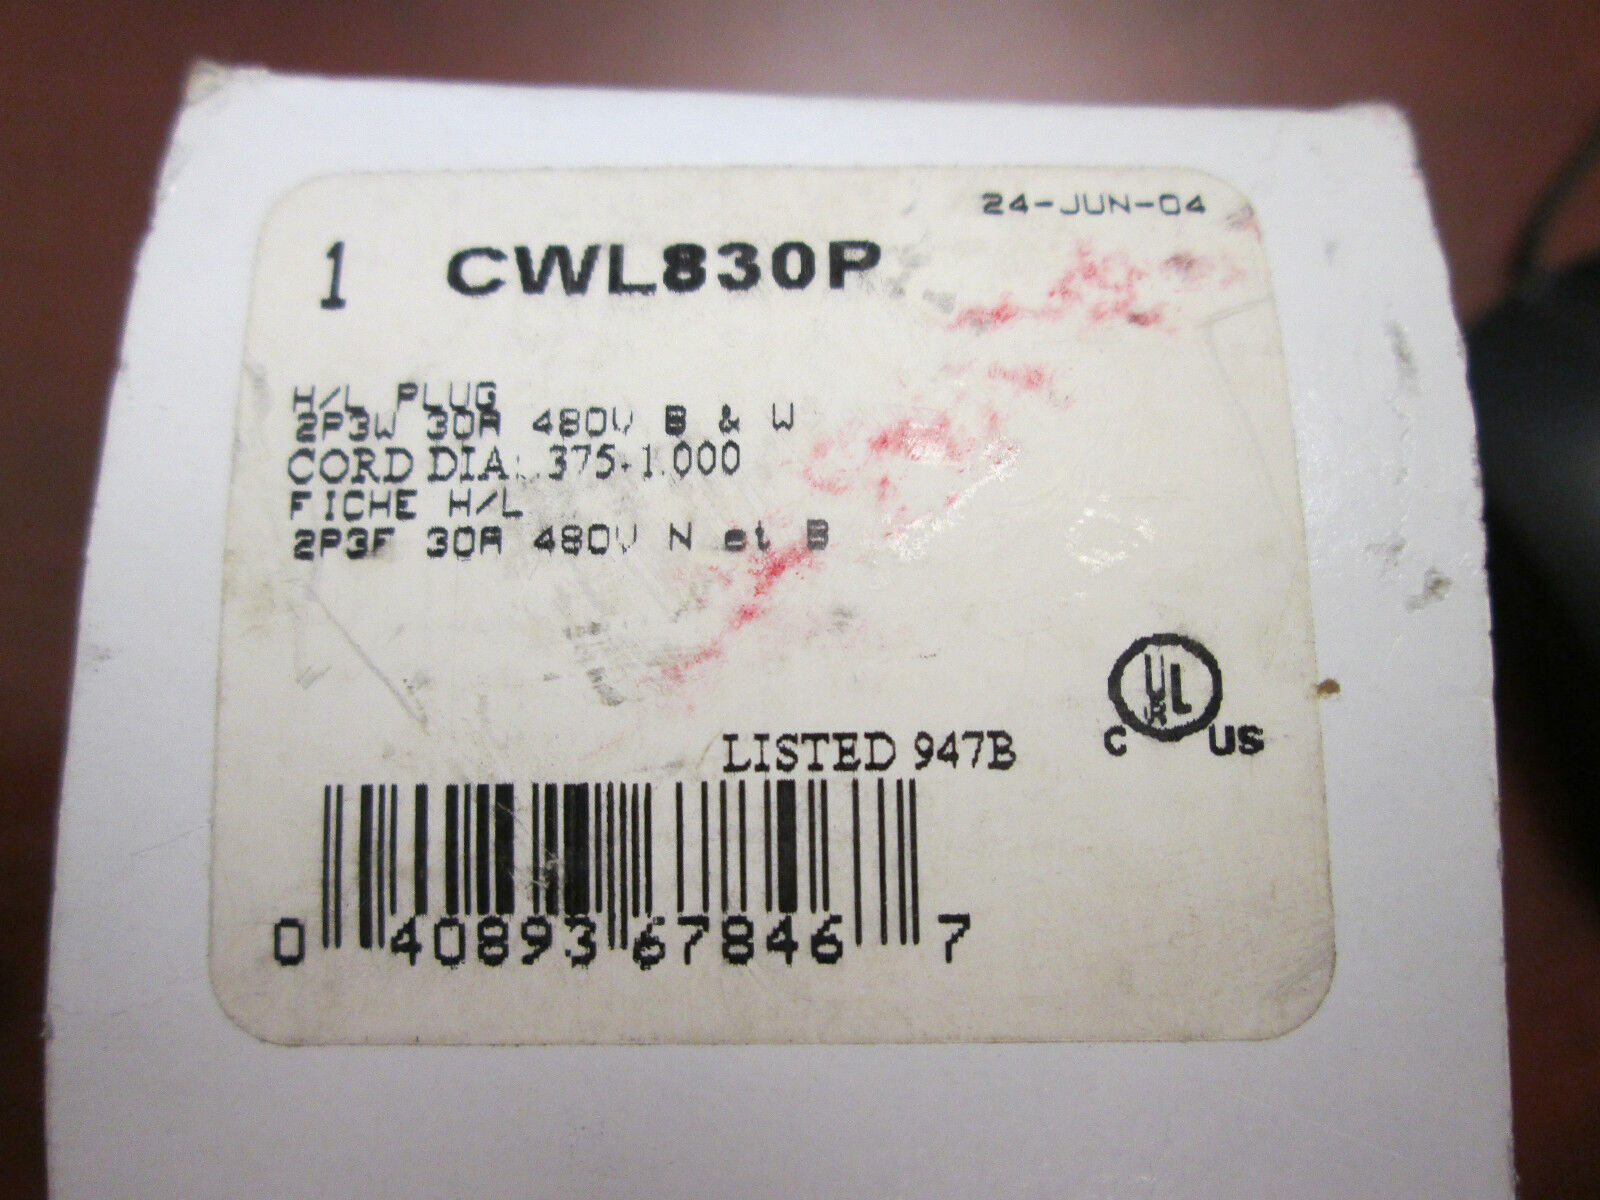 24-JUN-04
1 CWL830P
H/L PLUG
2P3W 30A 480V B & W
CORD DIA: .375-1.000
FICHE H/L
2P3F 30A 480V N et B
UL
C US
LISTED 947B
0 40893 67846 7